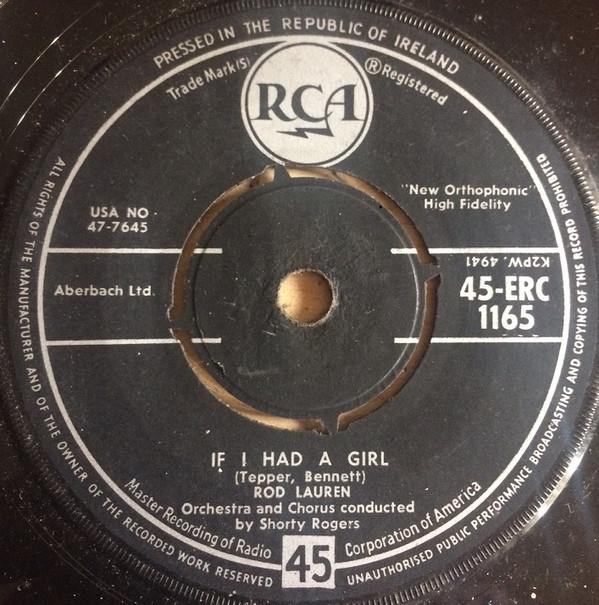 PRESSED IN THE REPUBLIC OF IRELAND
Trade Mark(s)
RCA
® Registered
"New Orthophonic"
High Fidelity
USA NO ·
47-7645
K2PW. 4941
Aberbach Ltd.
45-ERC
1165
IF I HAD A GIRL
(Tepper, Bennett)
ROD LAUREN
Orchestra and Chorus conducted
by Shorty Rogers
Master Recording of Radio Corporation of America
45
ALL RIGHTS OF THE MANUFACTURER AND OF THE OWNER OF THE RECORDED WORK RESERVED
UNAUTHORISED PUBLIC PERFORMANCE BROADCASTING AND COPYING OF THIS RECORD PROHIBITED